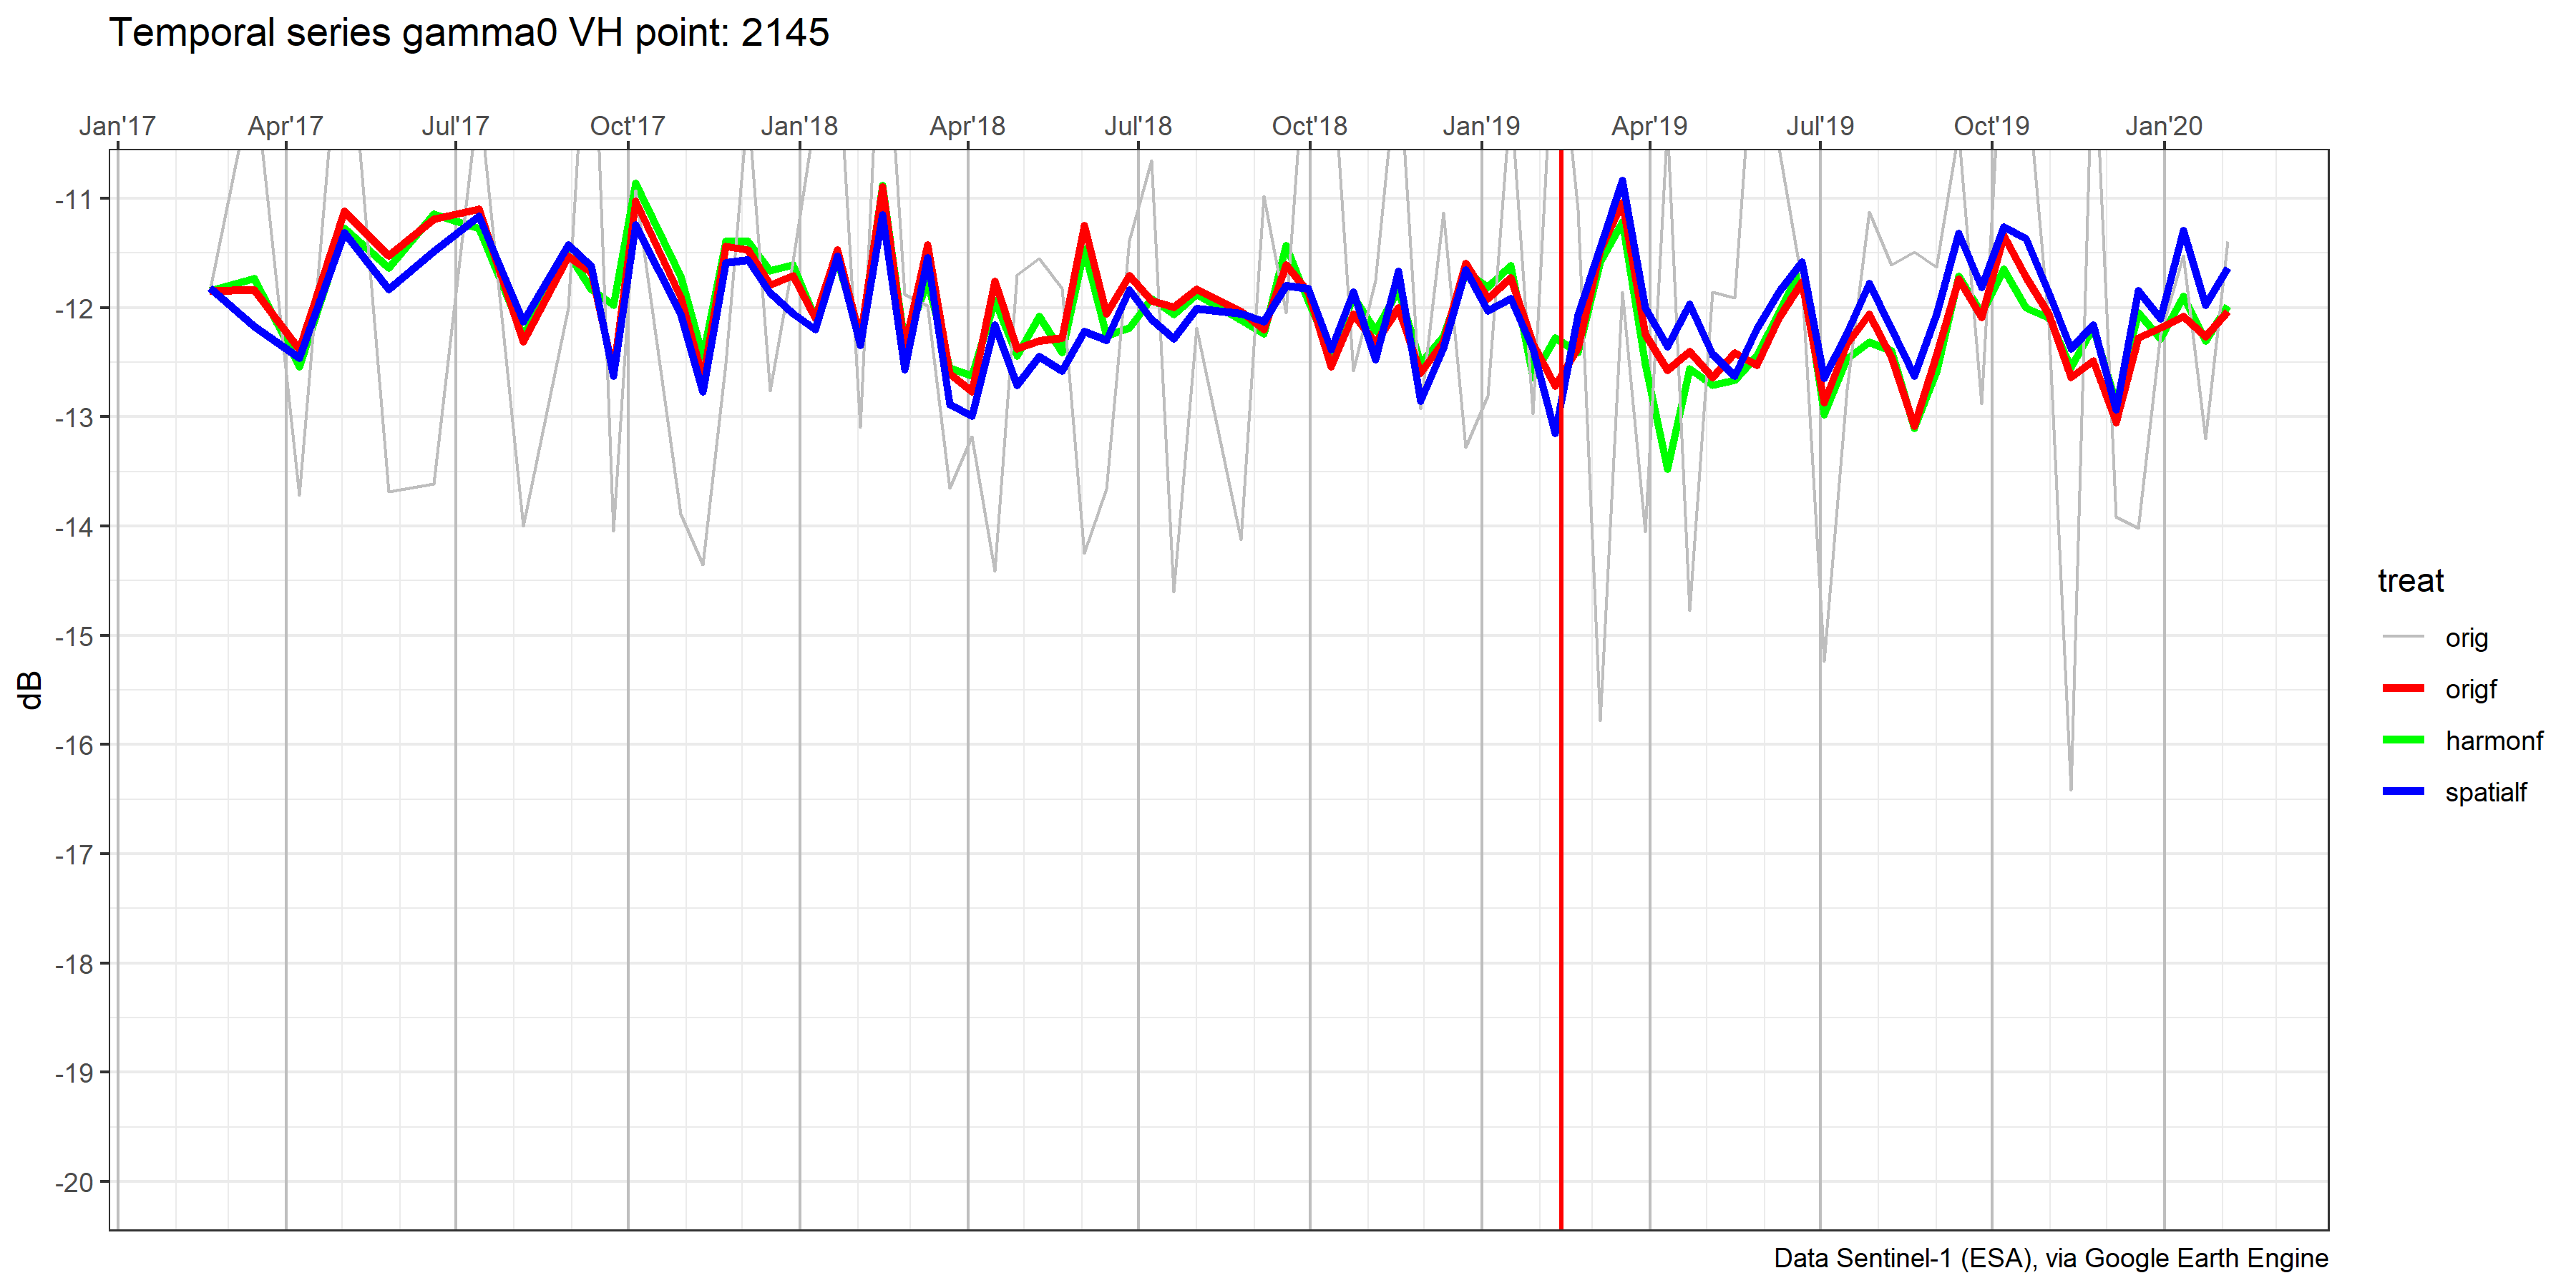 Temporal series gamma0 VH point: 2145
Jan'17 Apr'17 Jul'17 Oct'17 Jan'18 Apr'18 Jul'18 Oct'18 Jan'19 Apr'19 Jul'19 Oct'19 Jan'20
-11
-12
-13
-14
-15
-16
-17
-18
-19
-20
dB
treat
orig
origf
harmonf
spatialf
Data Sentinel-1 (ESA), via Google Earth Engine